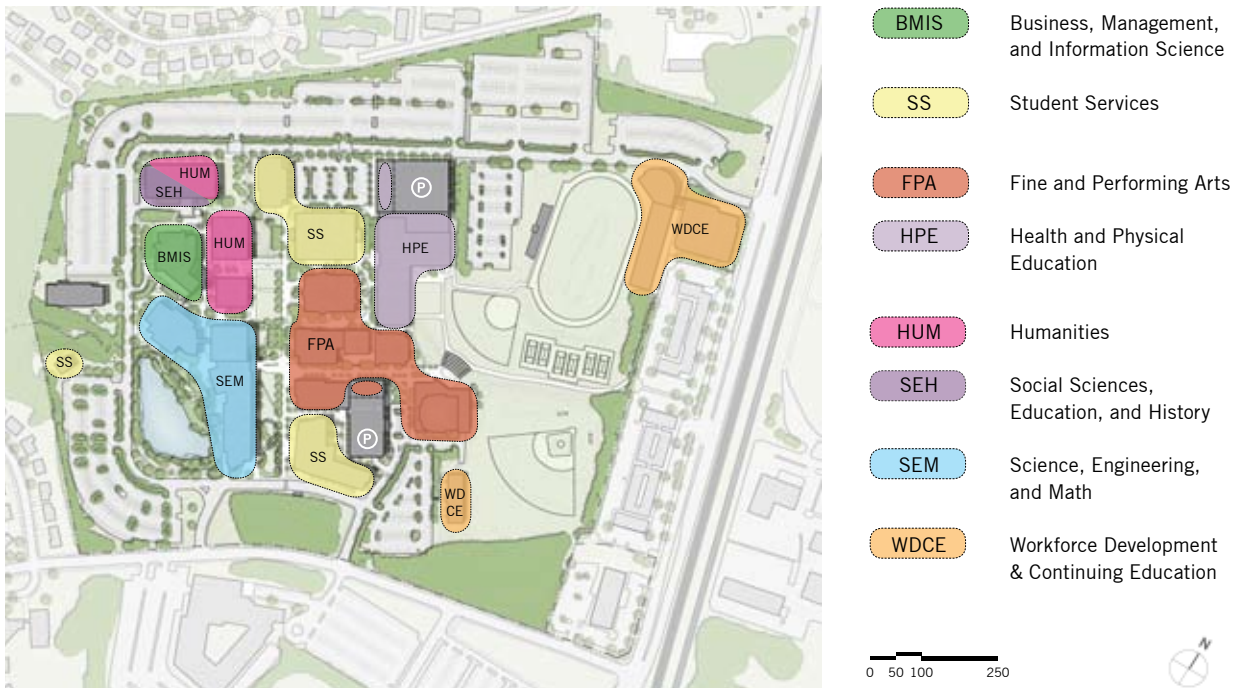 HUM
SEH
SS
P
HPE
WDCE
BMIS
HUM
FPA
SS
SEM
P
SS
WD
CE
BMIS Business, Management,
and Information Science
SS Student Services
FPA Fine and Performing Arts
HPE Health and Physical
Education
HUM Humanities
SEH Social Sciences,
Education, and History
SEM Science, Engineering,
and Math
WDCE Workforce Development
& Continuing Education
0 50 100 250
N